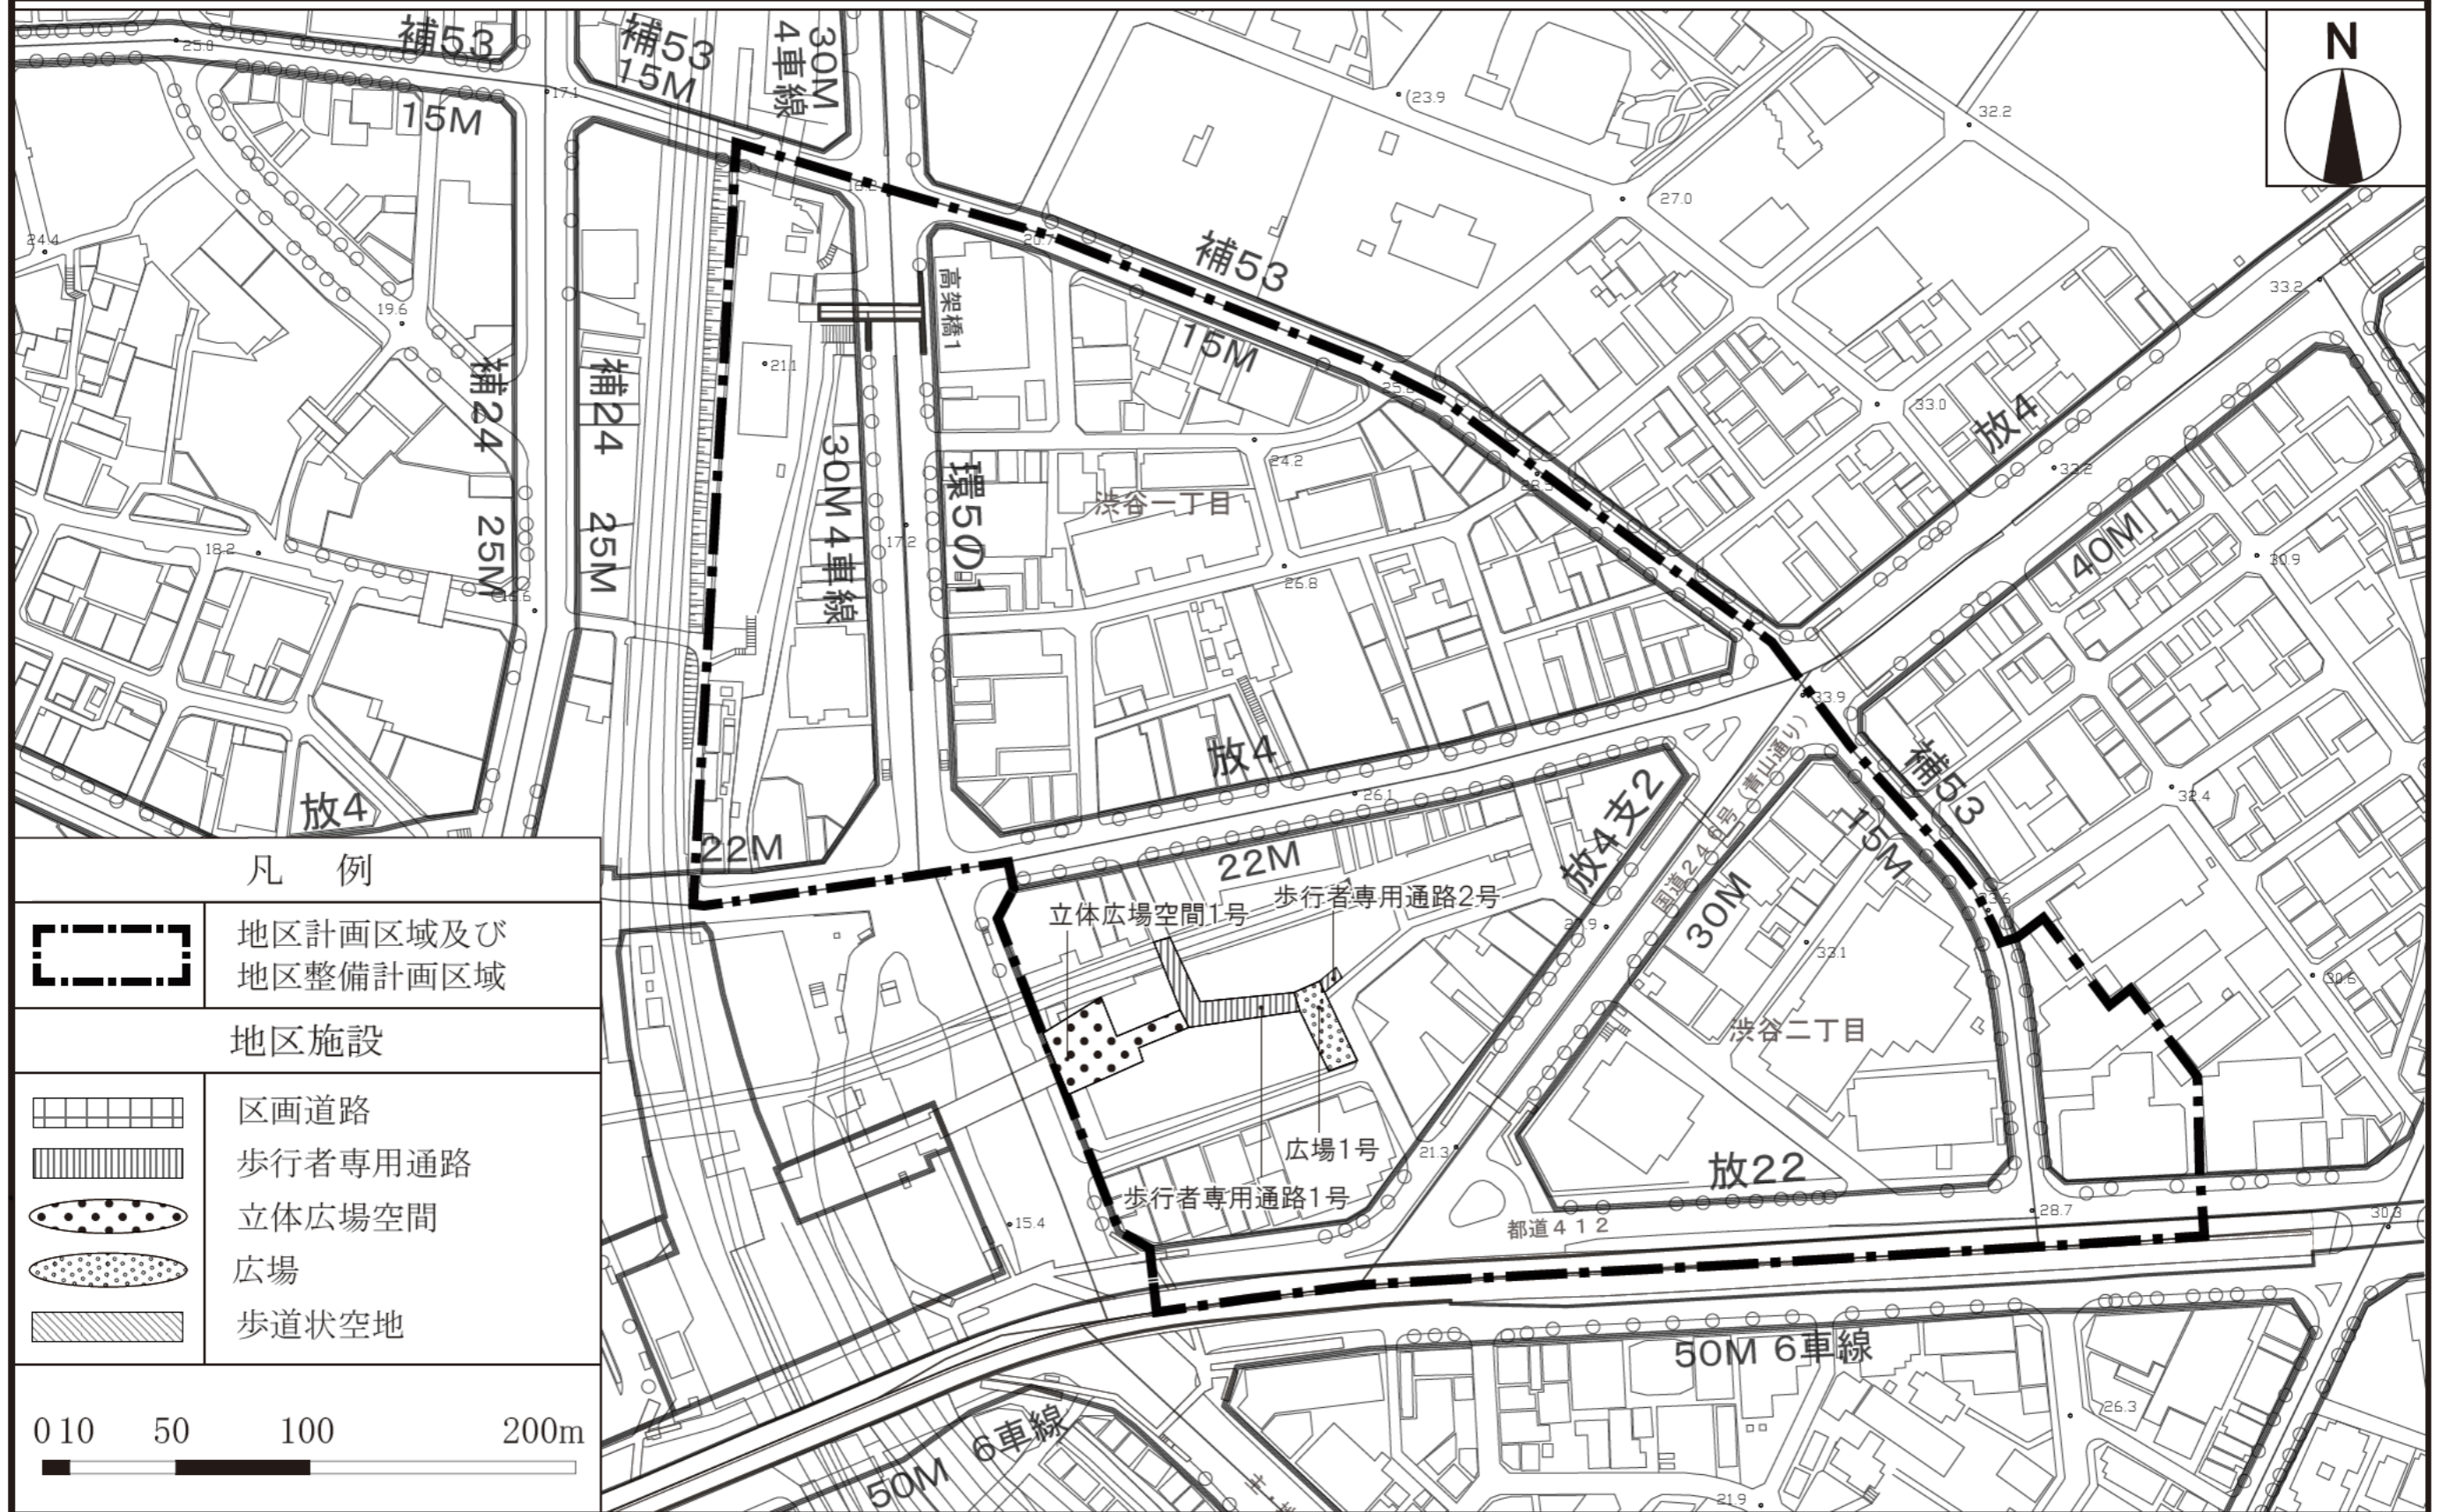 補53
補53
15M
30M
4車線
N
25.0
17.1
15M
23.9
32.2
27.0
24.4
補53
高架橋1
33.2
19.6
15M
21.1
補24
補24
33.0
放4
30M4車線
環5の1
24.2
渋谷一丁目
33.2
40M
25M
25M
17.2
18.2
26.8
30.9
33.9
国道246号(青山通り)
放4
補53
放4
26.1
放4支2
32.4
15M
22M
22M
30M
立体広場空間1号
歩行者専用通路2号
33.1
30.6
渋谷二丁目
広場1号
21.3
歩行者専用通路1号
放22
15.4
都道412
28.7
30.3
50M 6車線
50M 6車線
26.3
21.9
凡 例
地区計画区域及び
地区整備計画区域
地区施設
区画道路
歩行者専用通路
立体広場空間
広場
歩道状空地
0 10 50 100 200m